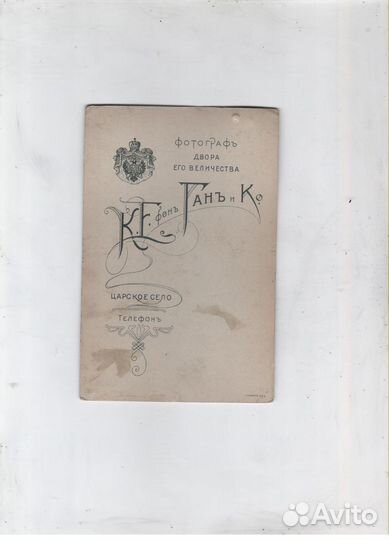 ФОТОГРАФЪ
ДВОРА
ЕГО ВЕЛИЧЕСТВА
К.Е. фонъ ГАНЪ и Ко
ЦАРСКОЕ СЕЛО
ТЕЛЕФОНЪ
Avito